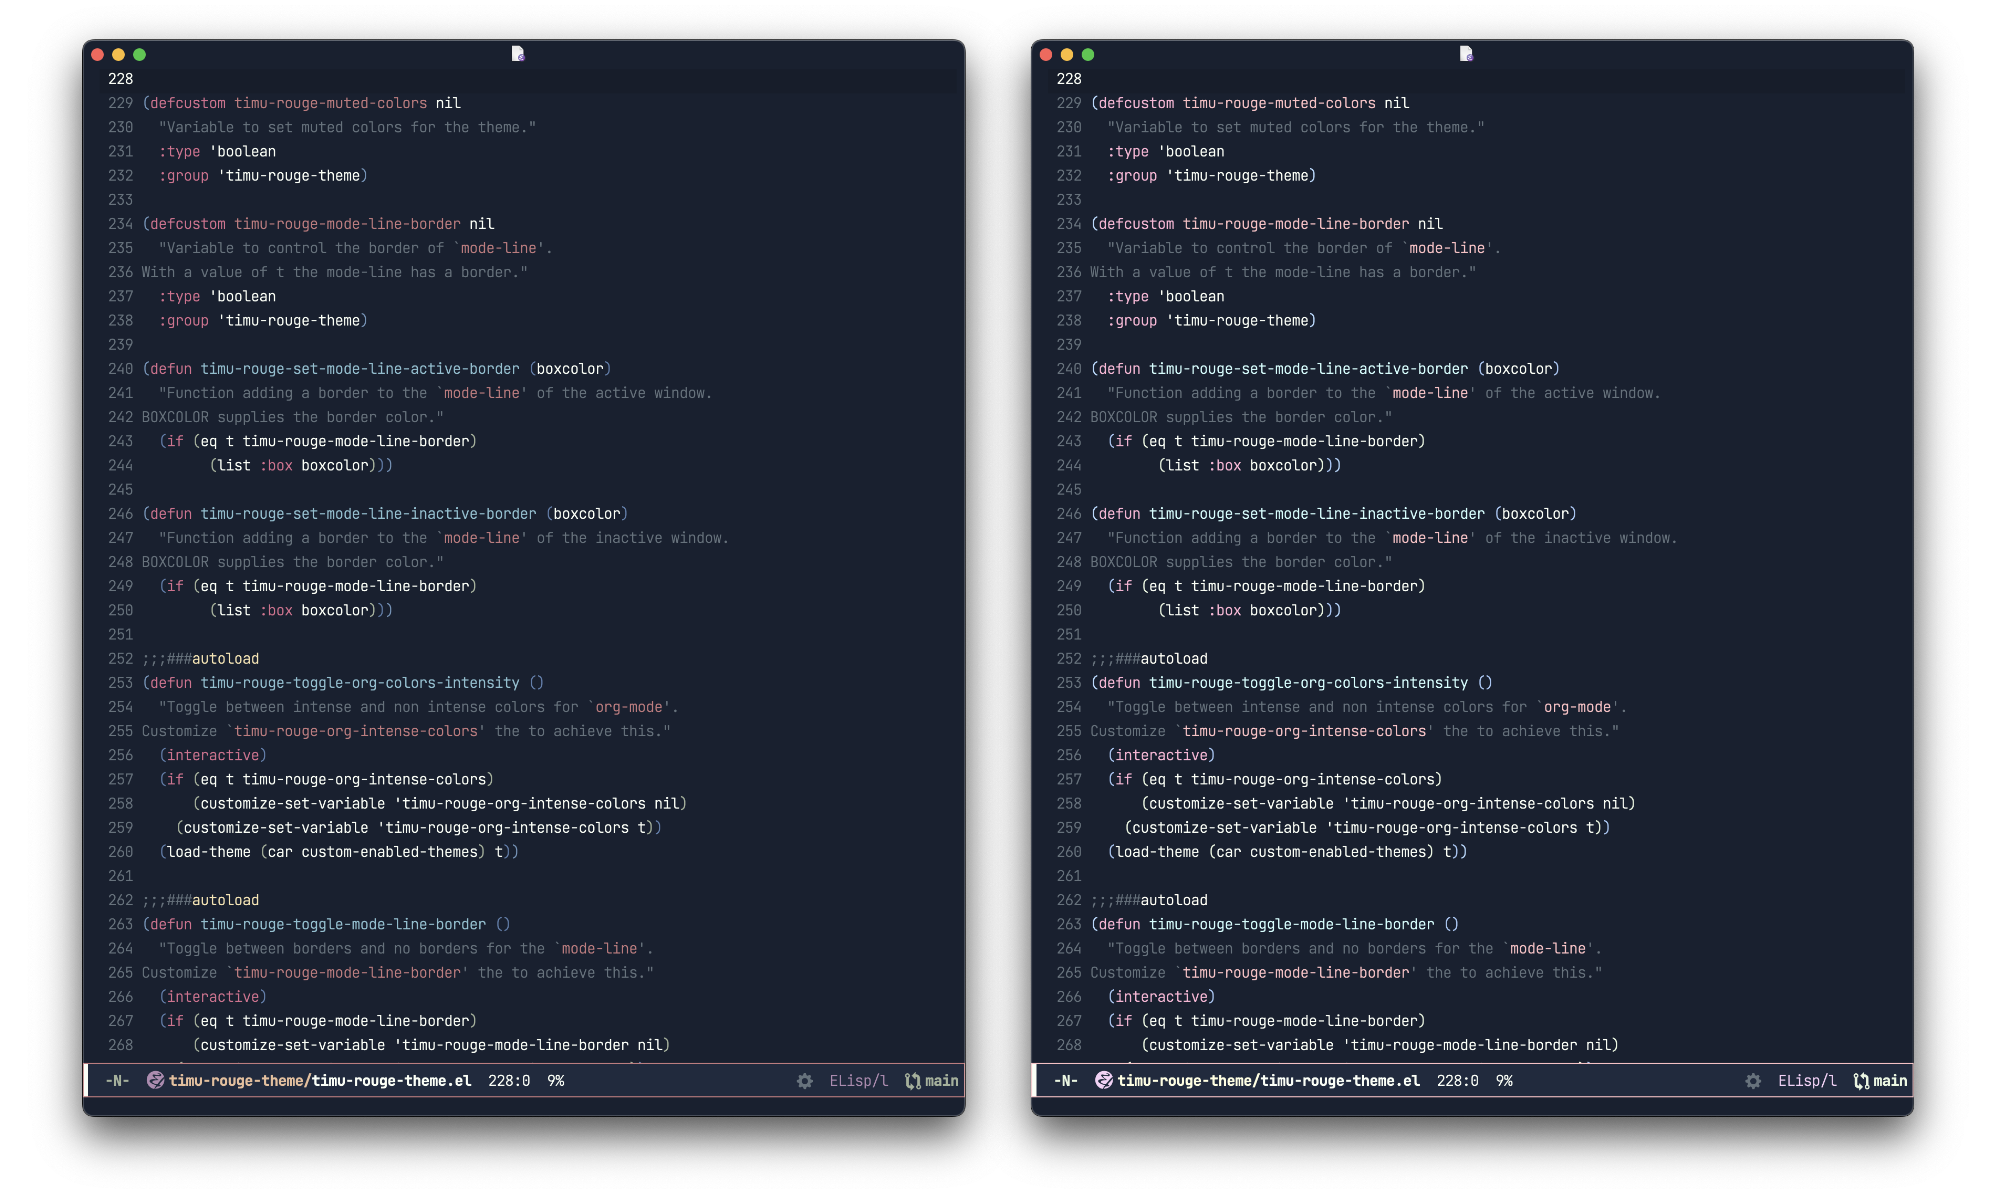 228
229 (defcustom timu-rouge-muted-colors nil
230   "Variable to set muted colors for the theme."
231   :type 'boolean
232   :group 'timu-rouge-theme)
233
234 (defcustom timu-rouge-mode-line-border nil
235   "Variable to control the border of `mode-line'.
236 With a value of t the mode-line has a border."
237   :type 'boolean
238   :group 'timu-rouge-theme)
239
240 (defun timu-rouge-set-mode-line-active-border (boxcolor)
241   "Function adding a border to the `mode-line' of the active window.
242 BOXCOLOR supplies the border color."
243   (if (eq t timu-rouge-mode-line-border)
244         (list :box boxcolor)))
245
246 (defun timu-rouge-set-mode-line-inactive-border (boxcolor)
247   "Function adding a border to the `mode-line' of the inactive window.
248 BOXCOLOR supplies the border color."
249   (if (eq t timu-rouge-mode-line-border)
250         (list :box boxcolor)))
251
252 ;;;###autoload
253 (defun timu-rouge-toggle-org-colors-intensity ()
254   "Toggle between intense and non intense colors for `org-mode'.
255 Customize `timu-rouge-org-intense-colors' the to achieve this."
256   (interactive)
257   (if (eq t timu-rouge-org-intense-colors)
258       (customize-set-variable 'timu-rouge-org-intense-colors nil)
259     (customize-set-variable 'timu-rouge-org-intense-colors t))
260   (load-theme (car custom-enabled-themes) t))
261
262 ;;;###autoload
263 (defun timu-rouge-toggle-mode-line-border ()
264   "Toggle between borders and no borders for the `mode-line'.
265 Customize `timu-rouge-mode-line-border' the to achieve this."
266   (interactive)
267   (if (eq t timu-rouge-mode-line-border)
268       (customize-set-variable 'timu-rouge-mode-line-border nil)
-N- timu-rouge-theme/timu-rouge-theme.el 228:0 9% ELisp/l main
228
229 (defcustom timu-rouge-muted-colors nil
230   "Variable to set muted colors for the theme."
231   :type 'boolean
232   :group 'timu-rouge-theme)
233
234 (defcustom timu-rouge-mode-line-border nil
235   "Variable to control the border of `mode-line'.
236 With a value of t the mode-line has a border."
237   :type 'boolean
238   :group 'timu-rouge-theme)
239
240 (defun timu-rouge-set-mode-line-active-border (boxcolor)
241   "Function adding a border to the `mode-line' of the active window.
242 BOXCOLOR supplies the border color."
243   (if (eq t timu-rouge-mode-line-border)
244         (list :box boxcolor)))
245
246 (defun timu-rouge-set-mode-line-inactive-border (boxcolor)
247   "Function adding a border to the `mode-line' of the inactive window.
248 BOXCOLOR supplies the border color."
249   (if (eq t timu-rouge-mode-line-border)
250         (list :box boxcolor)))
251
252 ;;;###autoload
253 (defun timu-rouge-toggle-org-colors-intensity ()
254   "Toggle between intense and non intense colors for `org-mode'.
255 Customize `timu-rouge-org-intense-colors' the to achieve this."
256   (interactive)
257   (if (eq t timu-rouge-org-intense-colors)
258       (customize-set-variable 'timu-rouge-org-intense-colors nil)
259     (customize-set-variable 'timu-rouge-org-intense-colors t))
260   (load-theme (car custom-enabled-themes) t))
261
262 ;;;###autoload
263 (defun timu-rouge-toggle-mode-line-border ()
264   "Toggle between borders and no borders for the `mode-line'.
265 Customize `timu-rouge-mode-line-border' the to achieve this."
266   (interactive)
267   (if (eq t timu-rouge-mode-line-border)
268       (customize-set-variable 'timu-rouge-mode-line-border nil)
-N- timu-rouge-theme/timu-rouge-theme.el 228:0 9% ELisp/l main